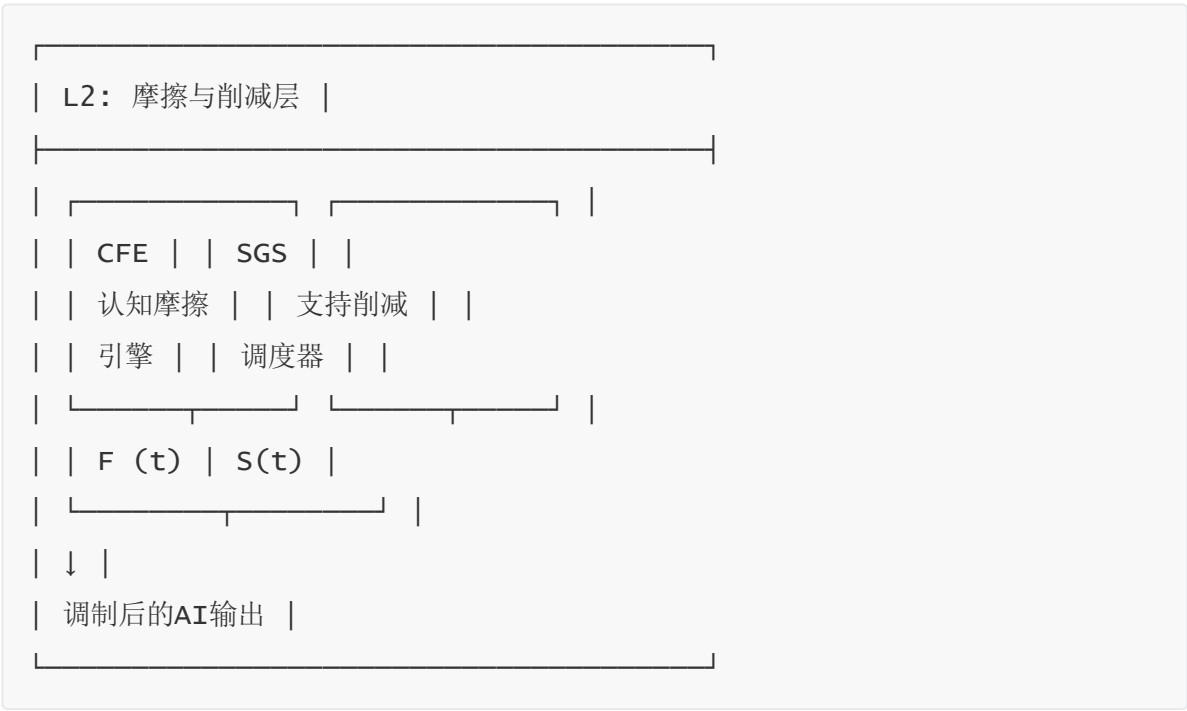 ┌─────────────────────────────────────────┐
│ L2: 摩擦与削减层 │
├─────────────────────────────────────────┤
│ ┌─────────────┐ ┌─────────────┐ │
│ │ CFE │ │ SGS │ │
│ │ 认知摩擦 │ │ 支持削减 │ │
│ │ 引擎 │ │ 调度器 │ │
│ └──────┬──────┘ └──────┬──────┘ │
│ │ F (t) │ S(t) │
│ └────────┬────────┘ │
│ ↓ │
│ 调制后的AI输出 │
└─────────────────────────────────────────┘